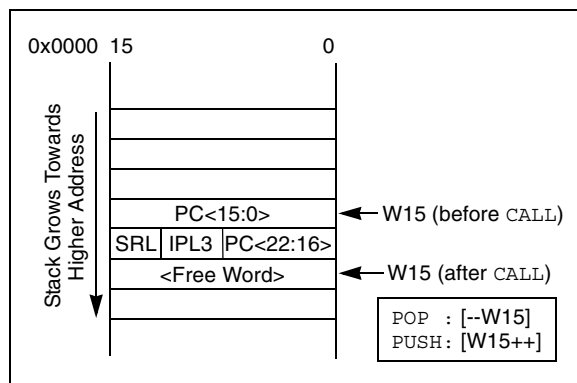 0x0000 15 0
Stack Grows Towards
Higher Address
PC<15:0>
W15 (before CALL)
SRL IPL3 PC<22:16>
<Free Word>
W15 (after CALL)
POP : [--W15]
PUSH: [W15++]